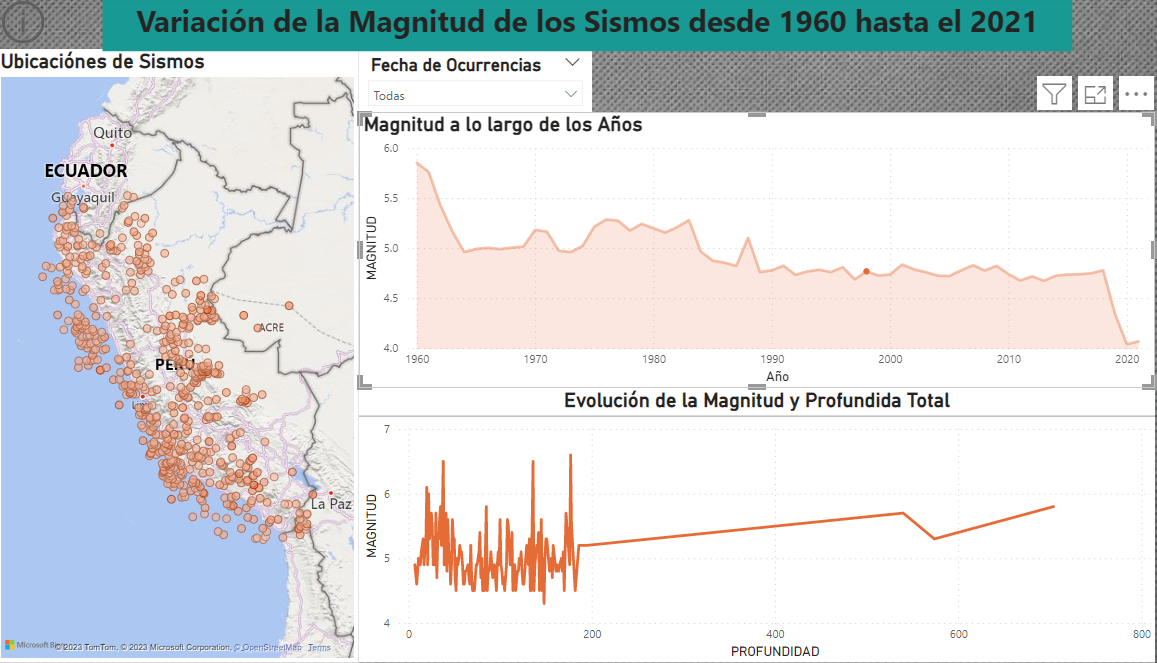 Variación de la Magnitud de los Sismos desde 1960 hasta el 2021
Ubicaciónes de Sismos
Quito
ECUADOR
Guayaquil
ACRE
La Paz
© 2023 TomTom, © 2023 Microsoft Corporation, © OpenStreetMap Terms
Fecha de Ocurrencias
Todas
Magnitud a lo largo de los Años
6.0
5.5
5.0
4.5
4.0
MAGNITUD
1960 1970 1980 1990 2000 2010 2020
Año
Evolución de la Magnitud y Profundida Total
7
6
5
4
MAGNITUD
0 200 400 600 800
PROFUNDIDAD